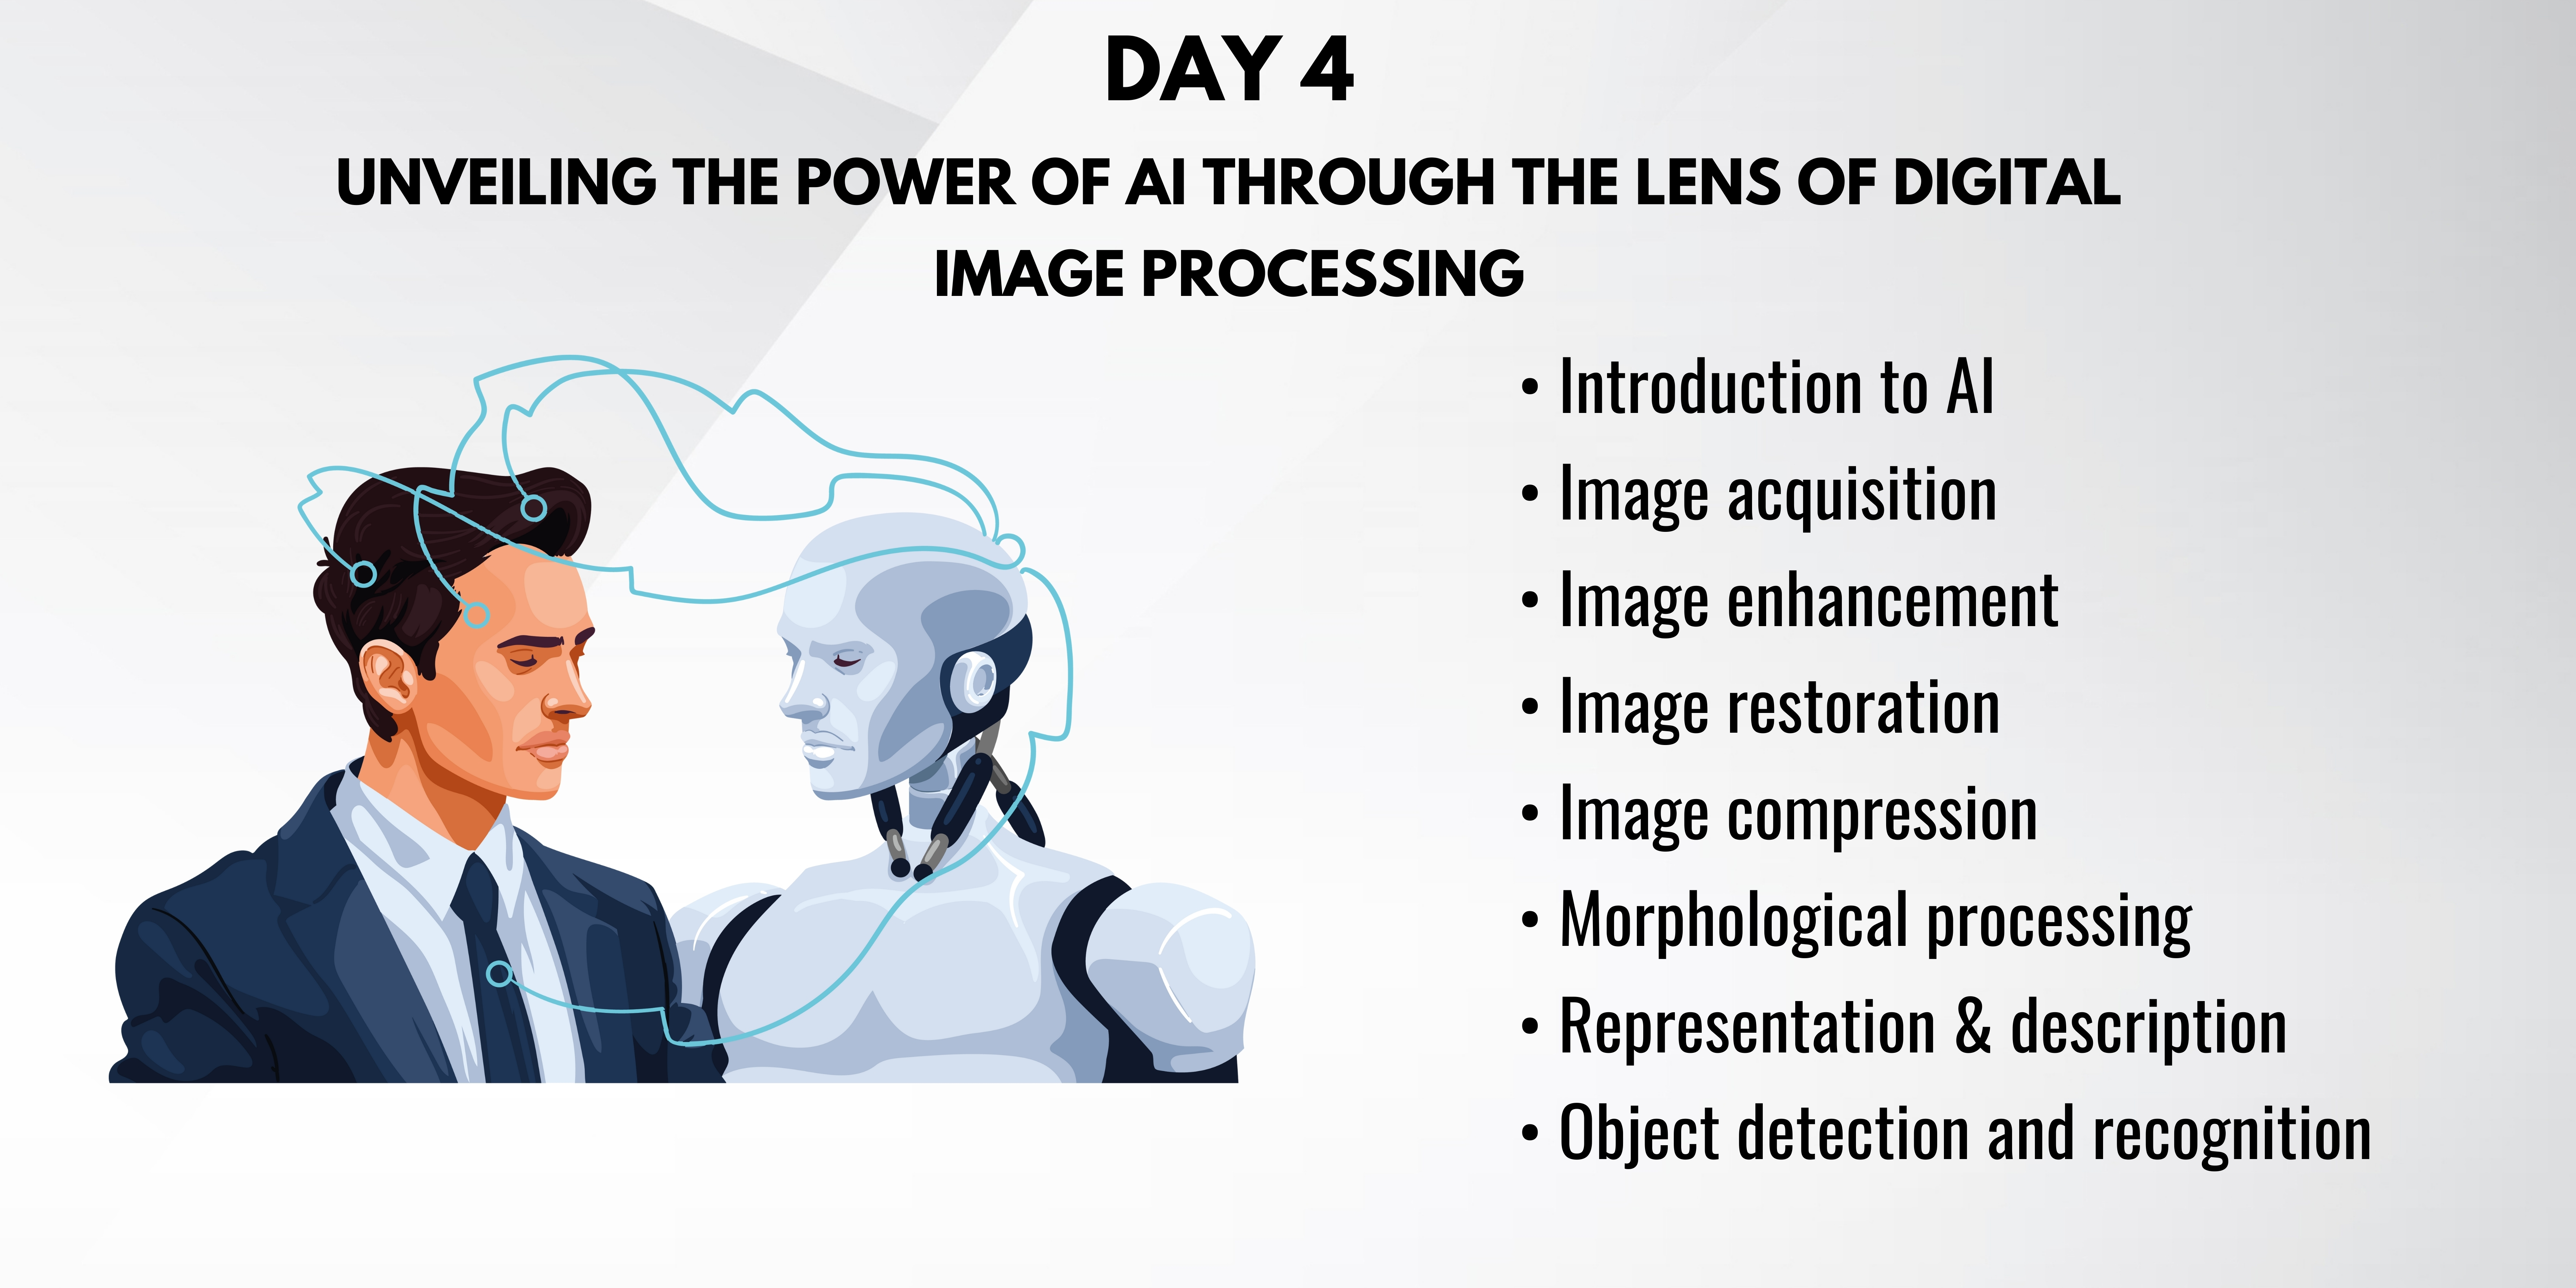 DAY 4
UNVEILING THE POWER OF AI THROUGH THE LENS OF DIGITAL
IMAGE PROCESSING
• Introduction to AI
• Image acquisition
• Image enhancement
• Image restoration
• Image compression
• Morphological processing
• Representation & description
• Object detection and recognition